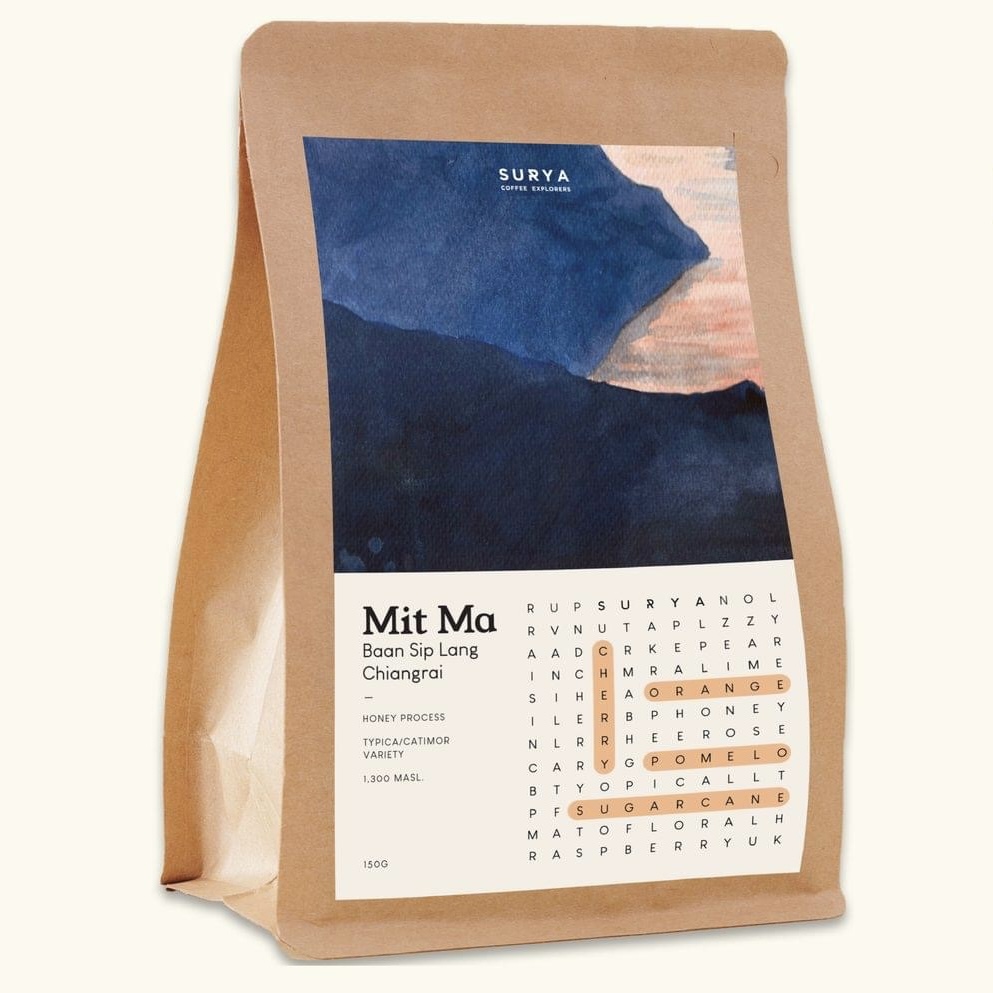 SURYA
COFFEE EXPLORERS
Mit Ma
Baan Sip Lang
Chiangrai
–
HONEY PROCESS
TYPICA/CATIMOR
VARIETY
1,300 MASL.
150G
R U P S U R Y A N O L
R V N U T A P L Z Z Y
A A D C R K E P E A R
I N C H M R A L I M E
S I H E A O R A N G E
I L E R B P H O N E Y
N L R R H E E R O S E
C A R Y G P O M E L O
B T Y O P I C A L L T
P F S U G A R C A N E
M A T O F L O R A L H
R A S P B E R R Y U K